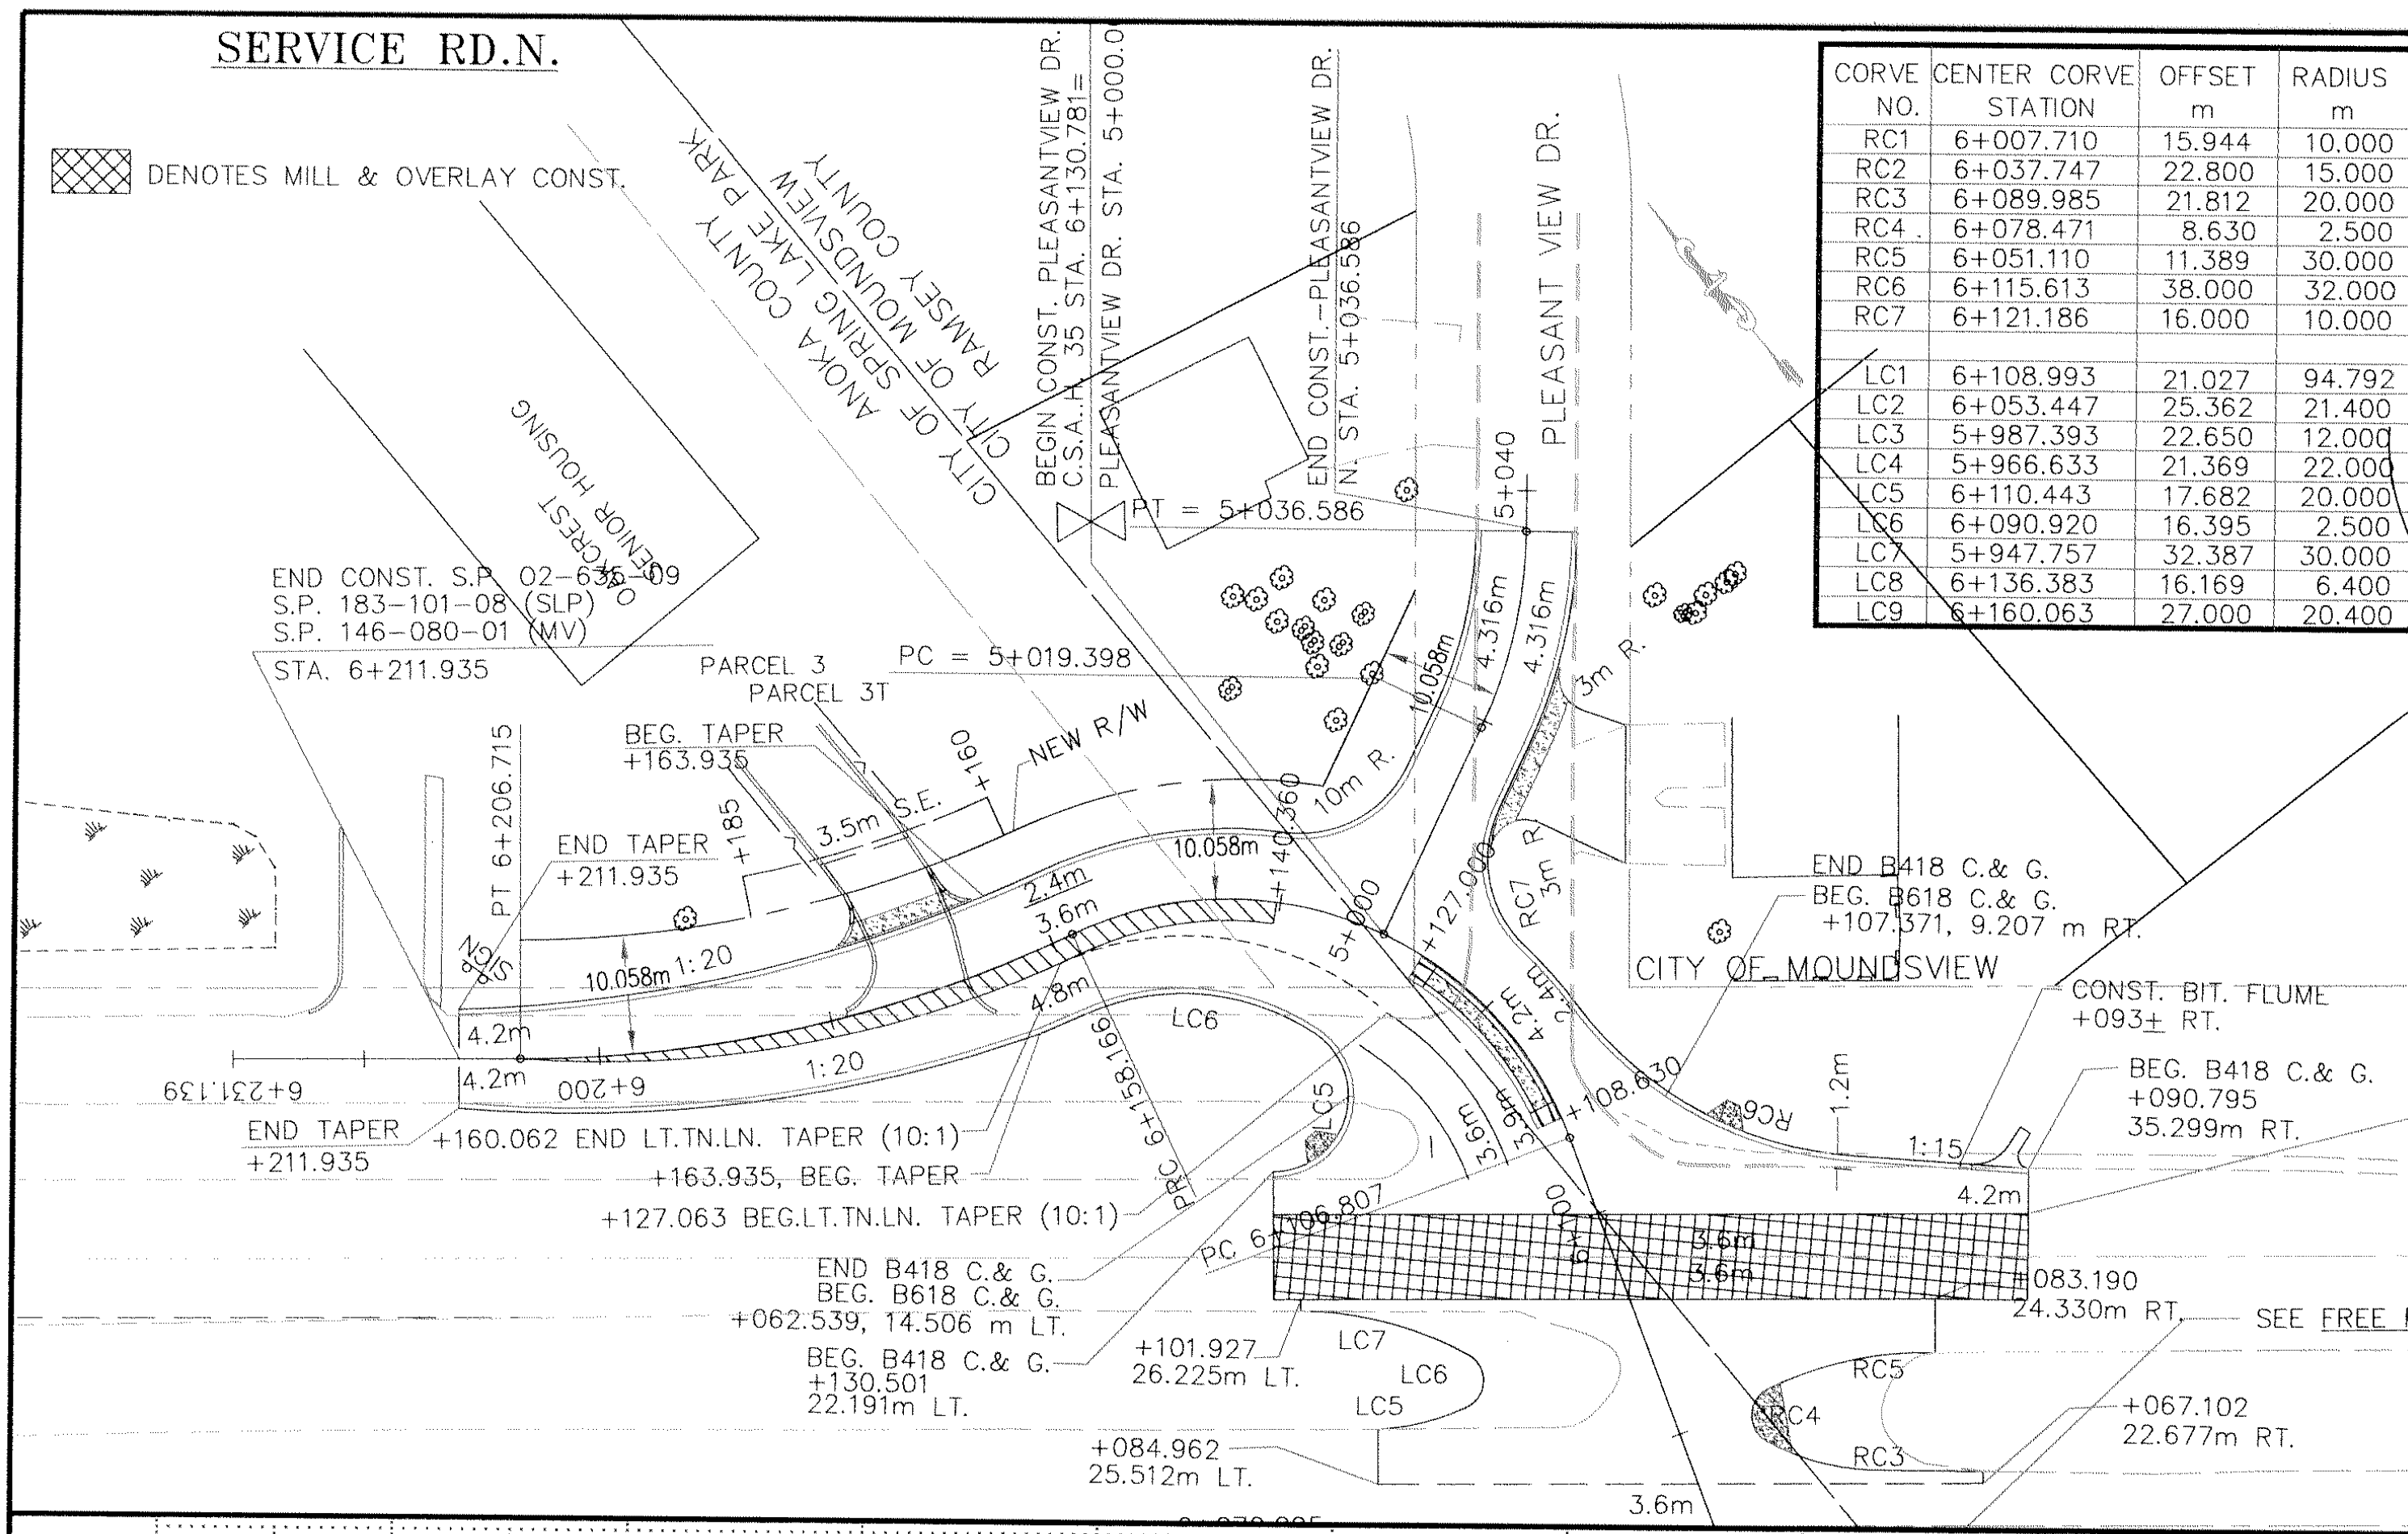 SERVICE RD.N.
DENOTES MILL & OVERLAY CONST.
ANOKA COUNTY
CITY OF SPRING LAKE PARK
CITY OF MOUNDSVIEW
RAMSEY COUNTY
BEGIN CONST. PLEASANTVIEW DR.
C.S.A.H. 35 STA. 6+130.781=
PLEASANTVIEW DR. STA. 5+000.0
END CONST.-PLEASANTVIEW DR.
N. STA. 5+036.586
PLEASANT VIEW DR.
CORVE CENTER CORVE OFFSET RADIUS
NO. STATION m m
RC1 6+007.710 15.944 10.000
RC2 6+037.747 22.800 15.000
RC3 6+089.985 21.812 20.000
RC4 6+078.471 8.630 2.500
RC5 6+051.110 11.389 30.000
RC6 6+115.613 38.000 32.000
RC7 6+121.186 16.000 10.000
LC1 6+108.993 21.027 94.792
LC2 6+053.447 25.362 21.400
LC3 5+987.393 22.650 12.000
LC4 5+966.633 21.369 22.000
LC5 6+110.443 17.682 20.000
LC6 6+090.920 16.395 2.500
LC7 5+947.757 32.387 30.000
LC8 6+136.383 16.169 6.400
LC9 6+160.063 27.000 20.400
OAKCREST
SENIOR HOUSING
END CONST. S.P. 02-635-09
S.P. 183-101-08 (SLP)
S.P. 146-080-01 (MV)
STA. 6+211.935
PT = 5+036.586
5+040
PC = 5+019.398
PARCEL 3
PARCEL 3T
BEG. TAPER
+163.935
NEW R/W
+160
+185
3.5m S.E.
PT 6+206.715
END TAPER
+211.935
10.058m
4.316m
4.316m
3m R.
10m R.
10.058m
+140.360
2.4m
3.6m
5+000
+127.000
RC7
3m R
END B418 C.& G.
BEG. B618 C.& G.
+107.371, 9.207 m RT.
CITY OF MOUNDSVIEW
CONST. BIT. FLUME
+093± RT.
BEG. B418 C.& G.
+090.795
35.299m RT.
SIGN
10.058m
1:20
4.2m
4.2m
4.8m
LC6
1:20
6+200
6+231.139
4.2m
2.4m
+108.630
RC6
1.2m
1:15
4.2m
LC5
3.6m
3.9m
END TAPER
+211.935
+160.062 END LT.TN.LN. TAPER (10:1)
+163.935, BEG. TAPER
+127.063 BEG.LT.TN.LN. TAPER (10:1)
PRC 6+158.166
PC 6+106.807
6+100
3.6m
3.6m
+083.190
24.330m RT.
END B418 C.& G.
BEG. B618 C.& G.
+062.539, 14.506 m LT.
BEG. B418 C.& G.
+130.501
22.191m LT.
+101.927
26.225m LT.
LC7
LC6
LC5
SEE FREE
RC5
RC4
RC3
+067.102
22.677m RT.
+084.962
25.512m LT.
3.6m